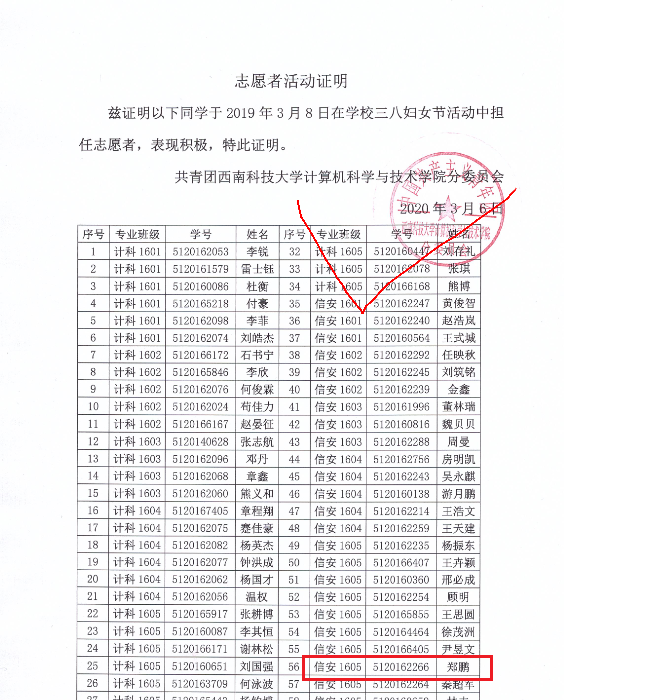 志愿者活动证明
兹证明以下同学于 2019 年 3 月 8 日在学校三八妇女节活动中担
任志愿者，表现积极，特此证明。
共青团西南科技大学计算机科学与技术学院分委员会
2020 年 3 月 6 日
序号 专业班级 学号 姓名 序号 专业班级 学号 姓名
1 计科 1601 5120162053 李锐 32 计科 1605 5120160447 刘存礼
2 计科 1601 5120161579 雷士钰 33 计科 1605 5120162078 张琪
3 计科 1601 5120160086 杜衡 34 计科 1605 5120166168 熊博
4 计科 1601 5120165218 付豪 35 信安 1601 5120162247 黄俊智
5 计科 1601 5120162098 李菲 36 信安 1601 5120162240 赵浩岚
6 计科 1601 5120162074 刘皓杰 37 信安 1601 5120160564 王式城
7 计科 1602 5120166172 石书宁 38 信安 1602 5120162292 任映秋
8 计科 1602 5120165846 李欣 39 信安 1602 5120162245 刘筑铭
9 计科 1602 5120162076 何俊霖 40 信安 1602 5120162239 金鑫
10 计科 1602 5120162024 苟佳力 41 信安 1603 5120161996 董林瑞
11 计科 1602 5120166167 赵晏征 42 信安 1603 5120160816 魏贝贝
12 计科 1603 5120140628 张志航 43 信安 1603 5120162288 周曼
13 计科 1603 5120162096 邓丹 44 信安 1604 5120162756 房明凯
14 计科 1603 5120162068 章鑫 45 信安 1604 5120162243 吴永麒
15 计科 1603 5120162060 熊义和 46 信安 1604 5120160138 游月鹏
16 计科 1604 5120167405 章程翔 47 信安 1604 5120162214 王浩文
17 计科 1604 5120162075 蹇佳豪 48 信安 1604 5120162259 王天建
18 计科 1604 5120162082 杨英杰 49 信安 1605 5120162235 杨振东
19 计科 1604 5120162077 钟洪成 50 信安 1605 5120166407 王卉颖
20 计科 1604 5120162062 杨国才 51 信安 1605 5120160360 邢必成
21 计科 1604 5120162056 温权 52 信安 1605 5120162254 顾明
22 计科 1605 5120165917 张耕博 53 信安 1605 5120165855 王思圆
23 计科 1605 5120160087 李其恒 54 信安 1605 5120164464 徐茂洲
24 计科 1605 5120166171 谢林松 55 信安 1605 5120166405 尹昱文
25 计科 1605 5120160651 刘国强 56 信安 1605 5120162266 郑鹏
26 计科 1605 5120163709 何泳波 57 信安 1605 5120162264 秦超军